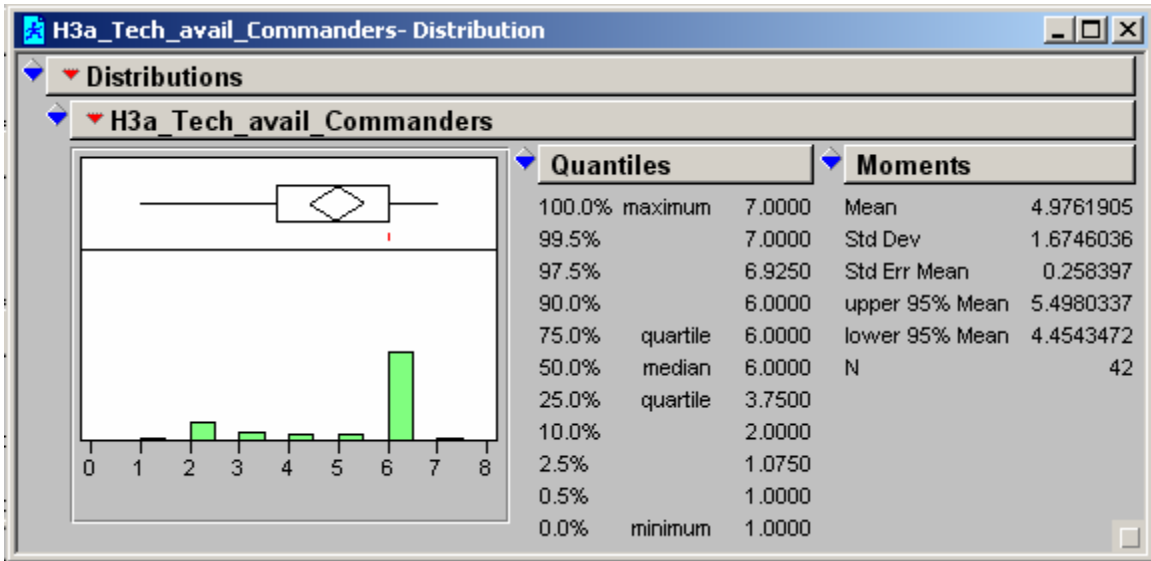 H3a_Tech_avail_Commanders- Distribution
Distributions
H3a_Tech_avail_Commanders
0 1 2 3 4 5 6 7 8
Quantiles
100.0% maximum 7.0000
99.5% 7.0000
97.5% 6.9250
90.0% 6.0000
75.0% quartile 6.0000
50.0% median 6.0000
25.0% quartile 3.7500
10.0% 2.0000
2.5% 1.0750
0.5% 1.0000
0.0% minimum 1.0000
Moments
Mean 4.9761905
Std Dev 1.6746036
Std Err Mean 0.258397
upper 95% Mean 5.4980337
lower 95% Mean 4.4543472
N 42